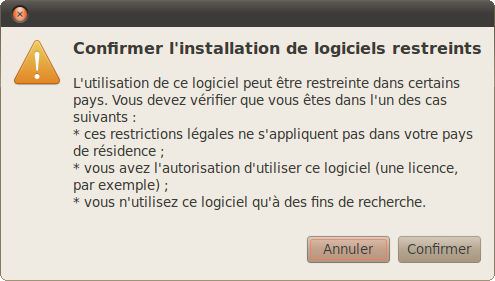 Confirmer l'installation de logiciels restreints
L'utilisation de ce logiciel peut être restreinte dans certains
pays. Vous devez vérifier que vous êtes dans l'un des cas
suivants :
* ces restrictions légales ne s'appliquent pas dans votre pays
de résidence ;
* vous avez l'autorisation d'utiliser ce logiciel (une licence,
par exemple) ;
* vous n'utilisez ce logiciel qu'à des fins de recherche.
Annuler Confirmer